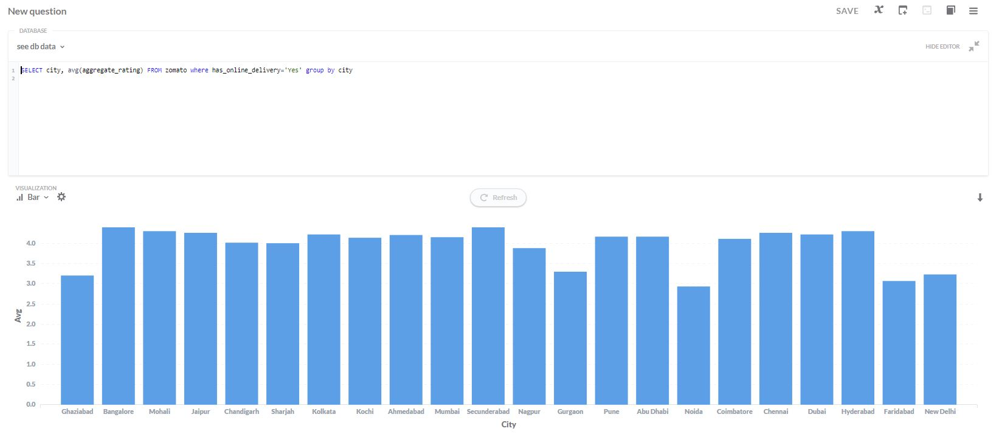 New question
SAVE
DATABASE
see db data
HIDE EDITOR
1 SELECT city, avg(aggregate_rating) FROM zomato where has_online_delivery='Yes' group by city
2
VISUALIZATION
Bar
Refresh
4.0
3.5
3.0
2.5
2.0
1.5
1.0
0.5
0.0
Avg
Ghaziabad Bangalore Mohali Jaipur Chandigarh Sharjah Kolkata Kochi Ahmedabad Mumbai Secunderabad Nagpur Gurgaon Pune Abu Dhabi Noida Coimbatore Chennai Dubai Hyderabad Faridabad New Delhi
City